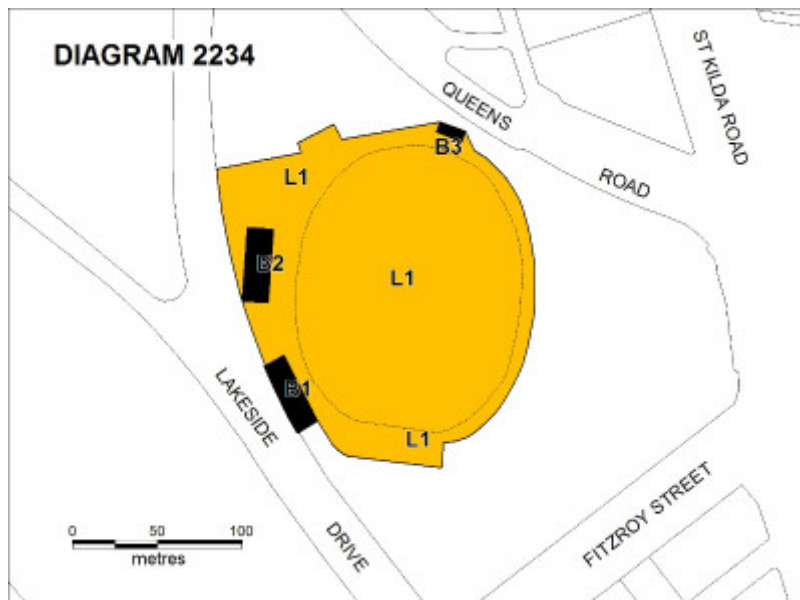 DIAGRAM 2234
ST KILDA ROAD
QUEENS
ROAD
B3
L1
B2
L1
B1
L1
LAKESIDE
DRIVE
FITZROY STREET
0 50 100
metres